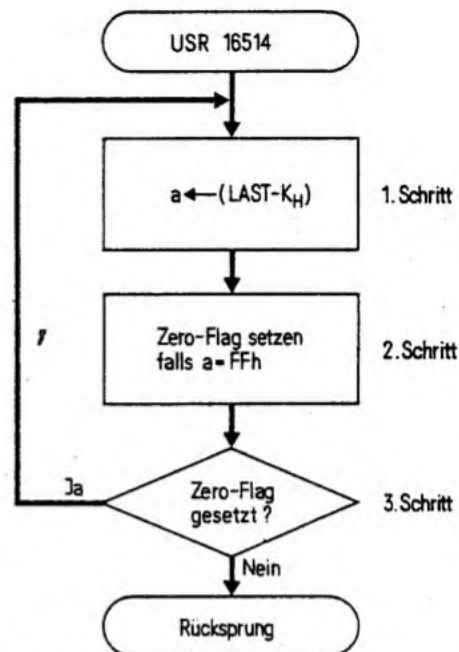 USR 16514
a←(LAST-K_H)
1. Schritt
Zero-Flag setzen
falls a=FFh
2. Schritt
Ja
Zero-Flag
gesetzt ?
3. Schritt
Nein
Rücksprung